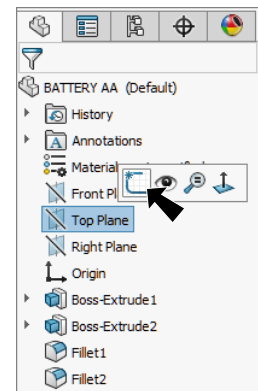 BATTERY AA (Default)
History
A Annotations
Material
Front Pl
Top Plane
Right Plane
Origin
Boss-Extrude1
Boss-Extrude2
Fillet1
Fillet2